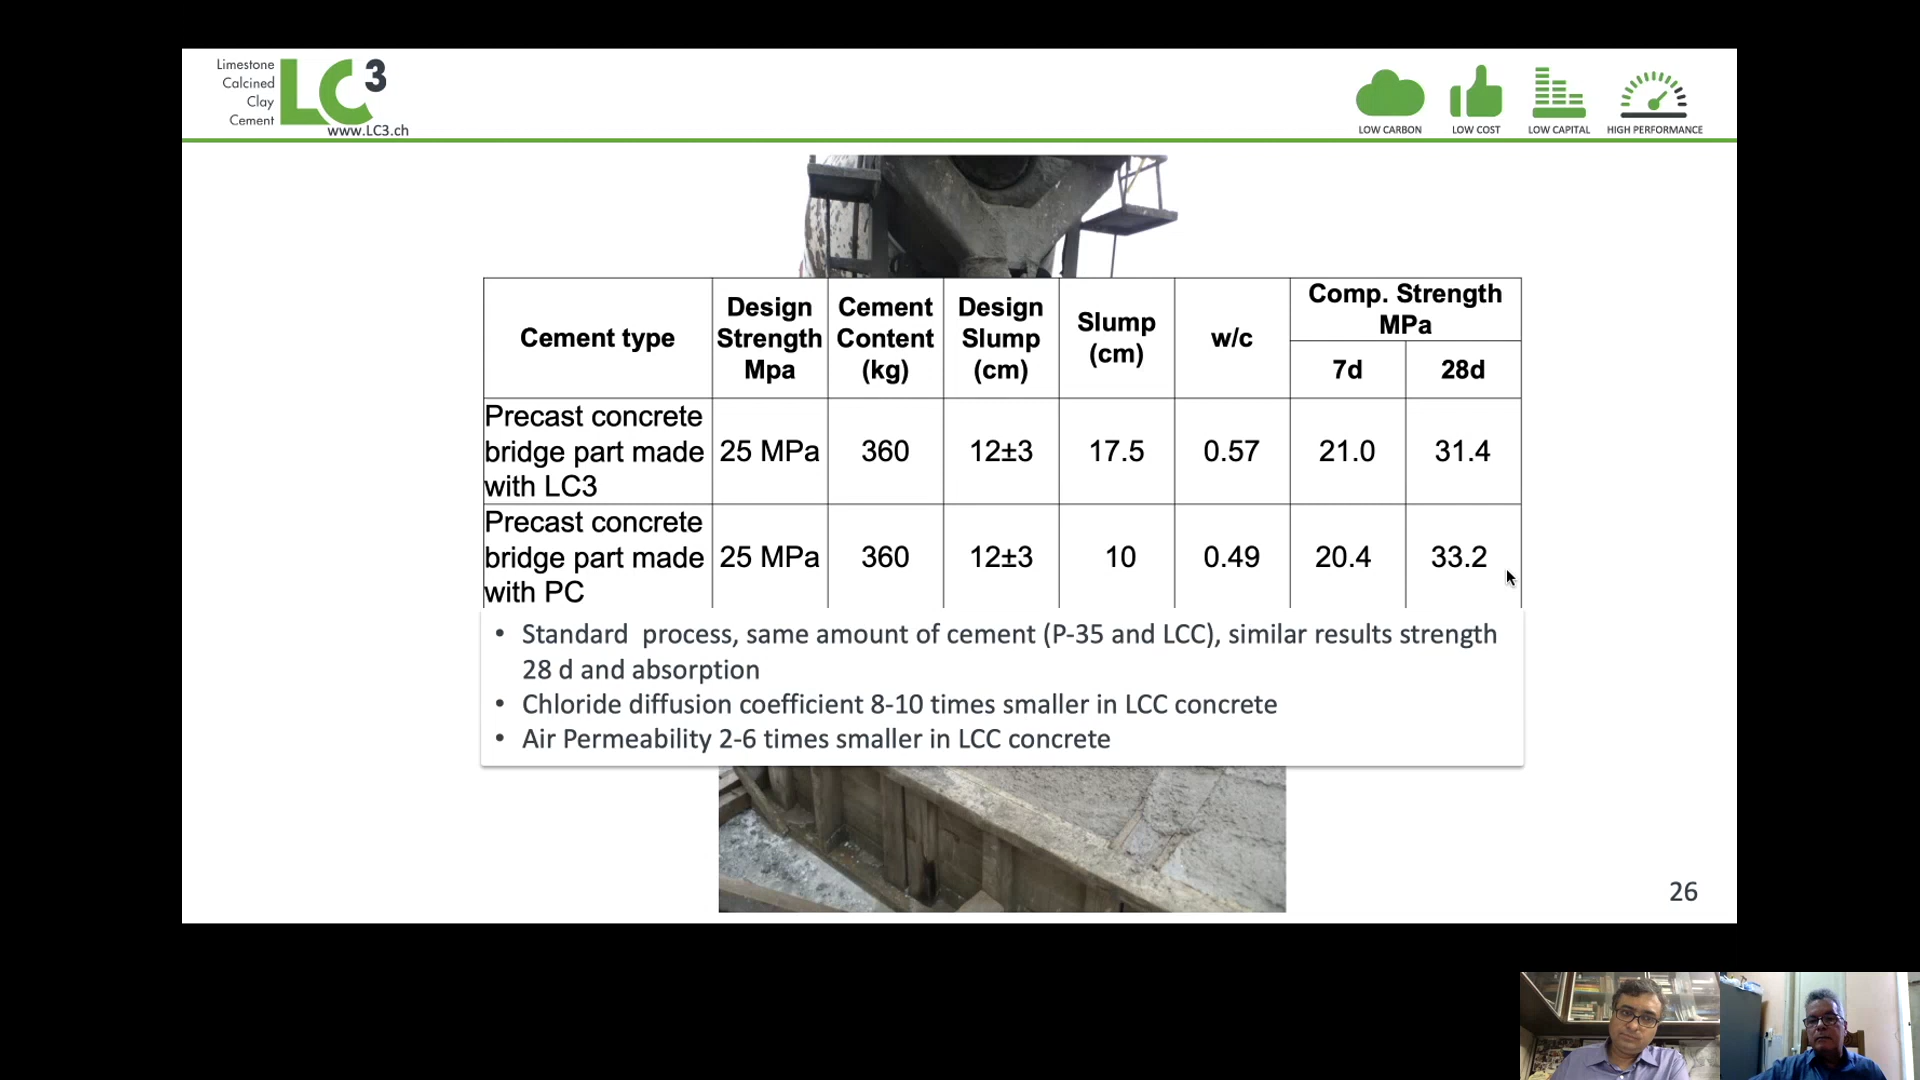 Limestone
Calcined
Clay
Cement
LC3
www.LC3.ch
LOW CARBON
LOW COST
LOW CAPITAL
HIGH PERFORMANCE
Cement type
Design
Strength
Mpa
Cement
Content
(kg)
Design
Slump
(cm)
Slump
(cm)
w/c
Comp. Strength
MPa
7d
28d
Precast concrete
bridge part made
with LC3
25 MPa
360
12±3
17.5
0.57
21.0
31.4
Precast concrete
bridge part made
with PC
25 MPa
360
12±3
10
0.49
20.4
33.2
• Standard process, same amount of cement (P-35 and LCC), similar results strength
28 d and absorption
• Chloride diffusion coefficient 8-10 times smaller in LCC concrete
• Air Permeability 2-6 times smaller in LCC concrete
26